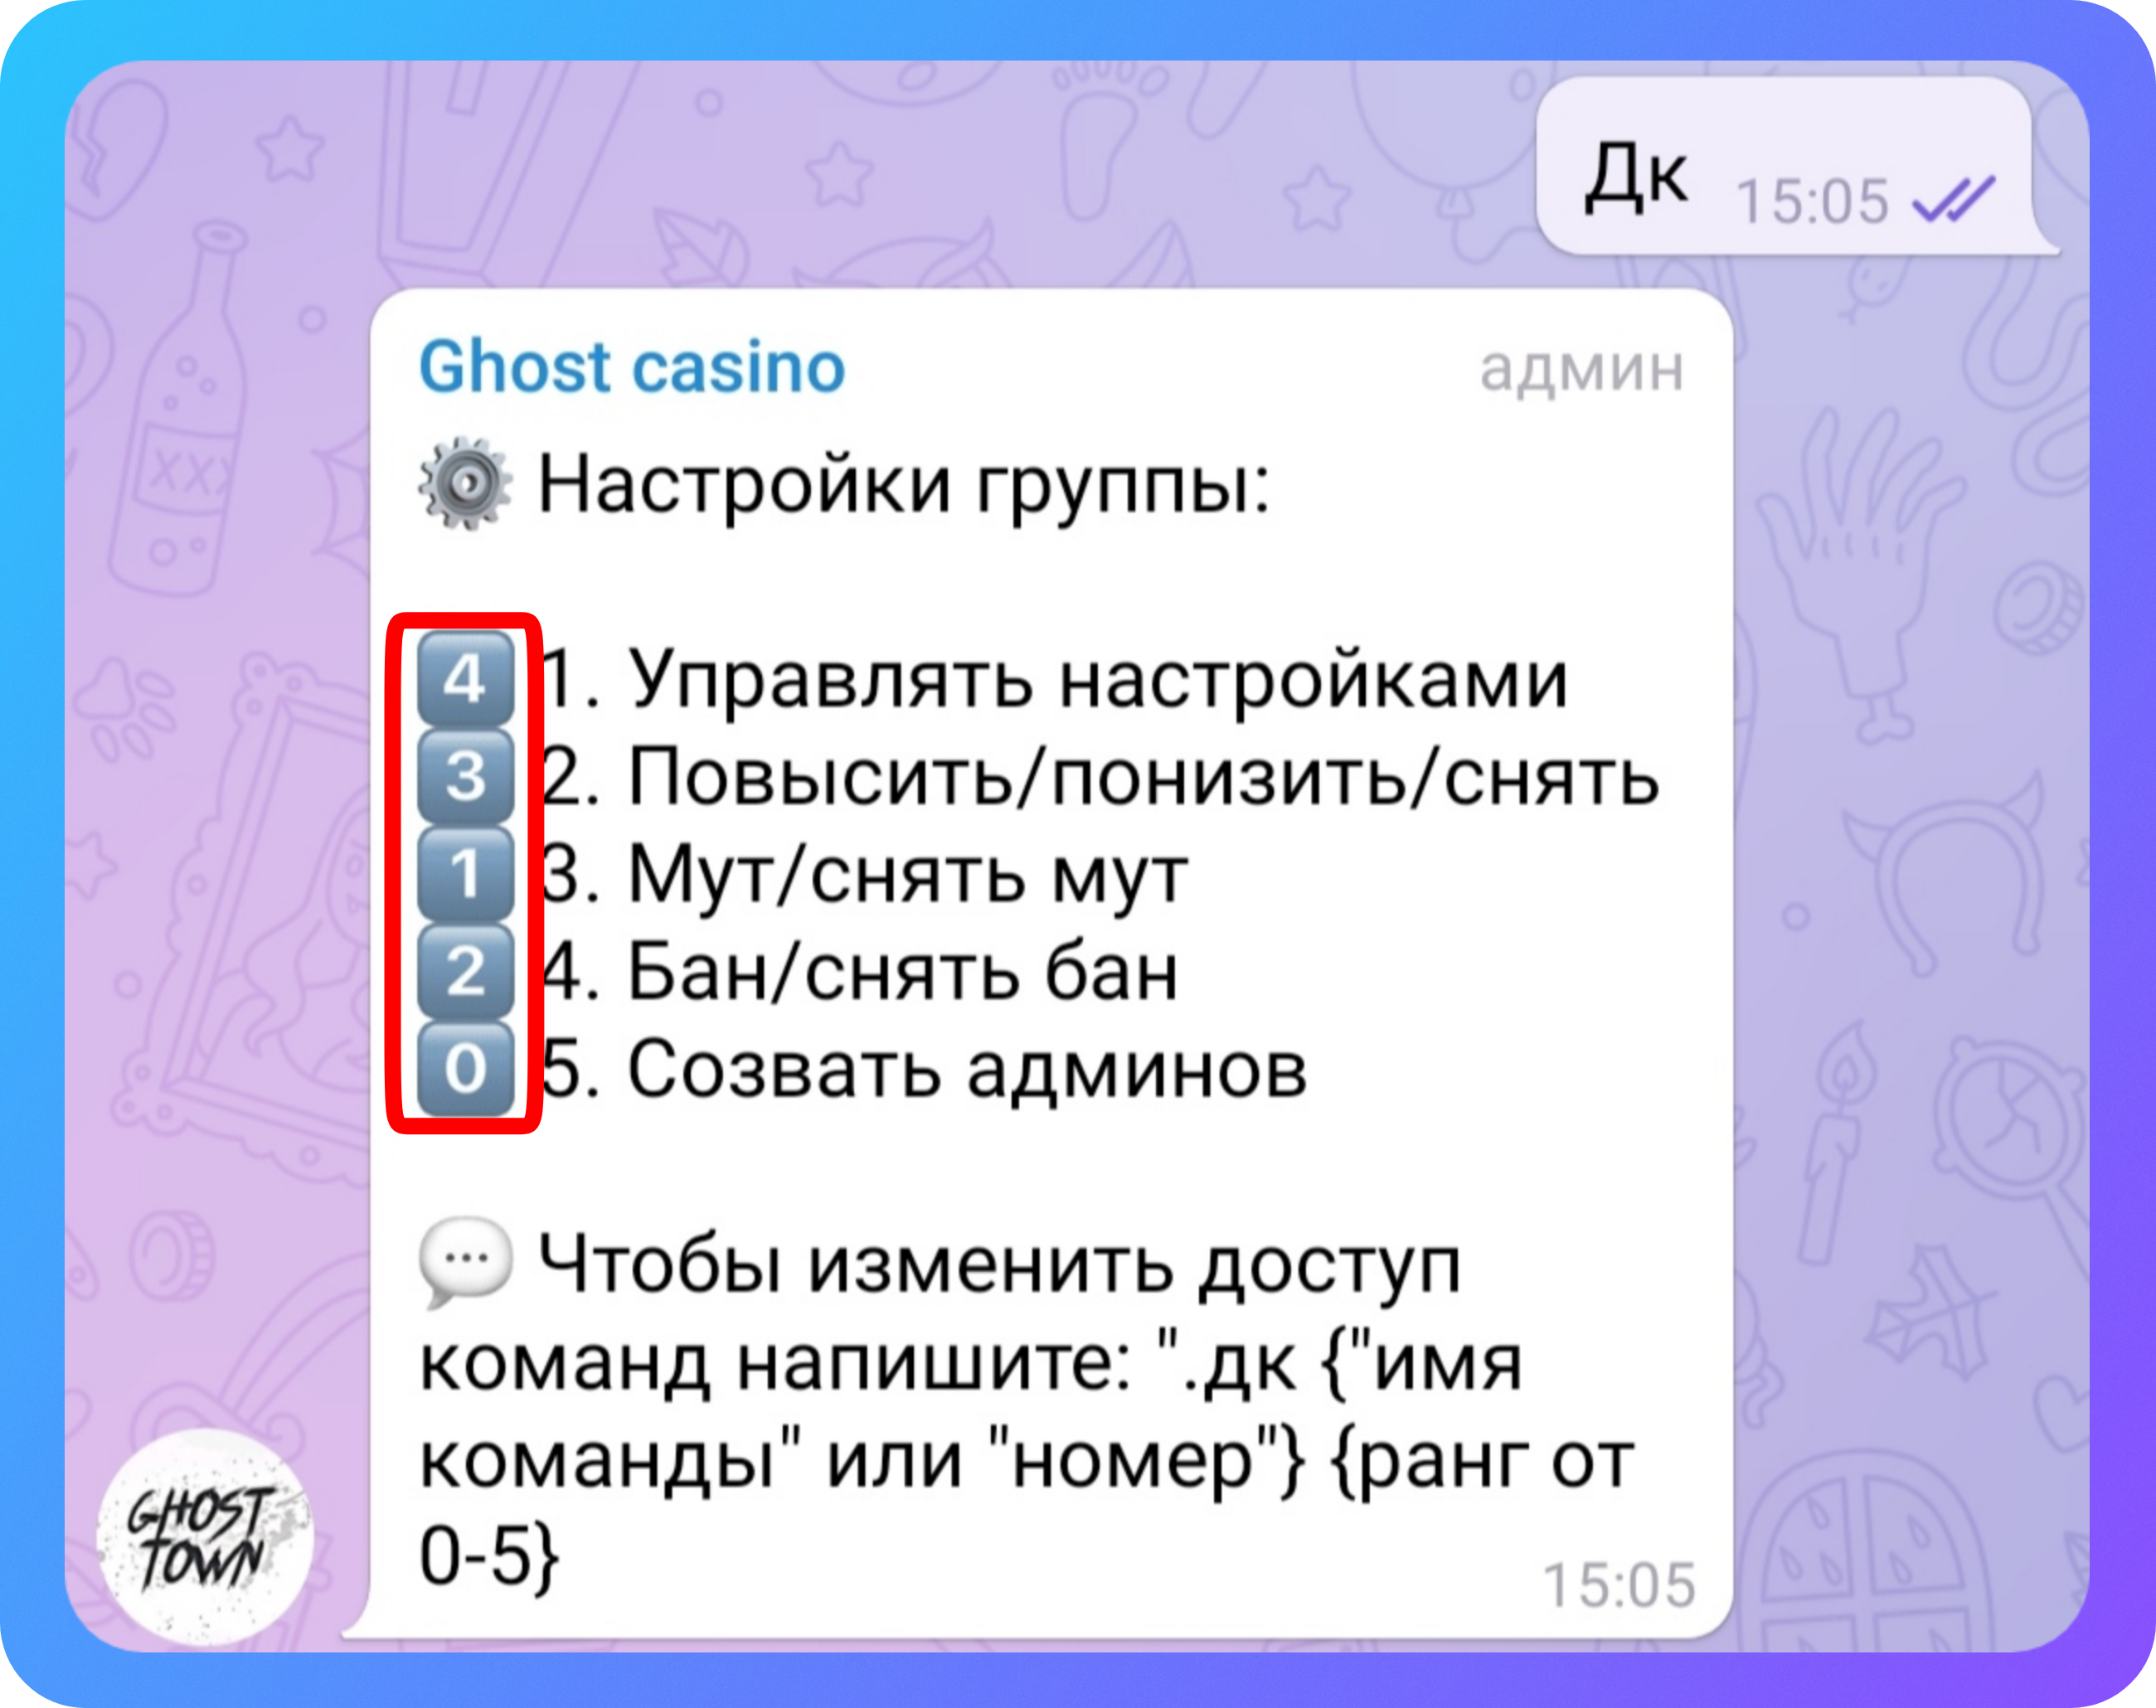 Дк 15:05
Ghost casino админ
⚙️ Настройки группы:
4 1. Управлять настройками
3 2. Повысить/понизить/снять
1 3. Мут/снять мут
2 4. Бан/снять бан
0 5. Созвать админов
💬 Чтобы изменить доступ
команд напишите: ".дк {"имя
команды" или "номер"} {ранг от
0-5}
15:05
GHOST
TOWN
XXX